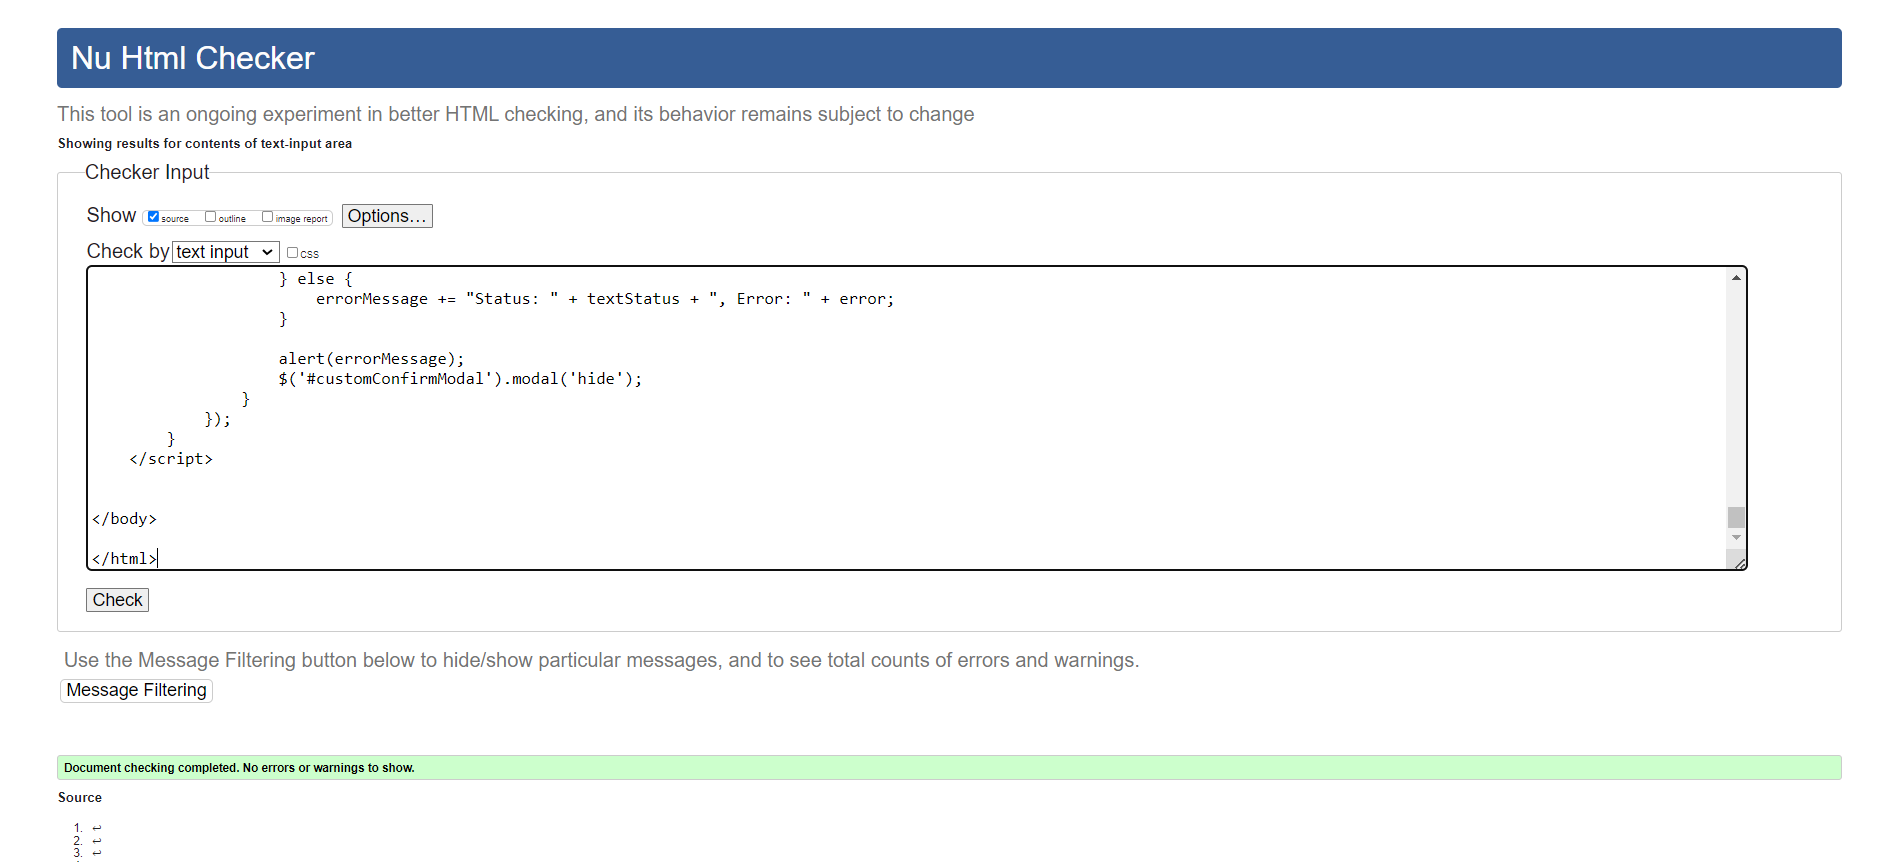 Nu Html Checker
This tool is an ongoing experiment in better HTML checking, and its behavior remains subject to change
Showing results for contents of text-input area
Checker Input
Show source outline image report Options...
Check by text input css
} else {
errorMessage += "Status: " + textStatus + ", Error: " + error;
}
alert(errorMessage);
$('#customConfirmModal').modal('hide');
}
});
}
</script>
</body>
</html>
Check
Use the Message Filtering button below to hide/show particular messages, and to see total counts of errors and warnings.
Message Filtering
Document checking completed. No errors or warnings to show.
Source
1. ↩
2. ↩
3. ↩